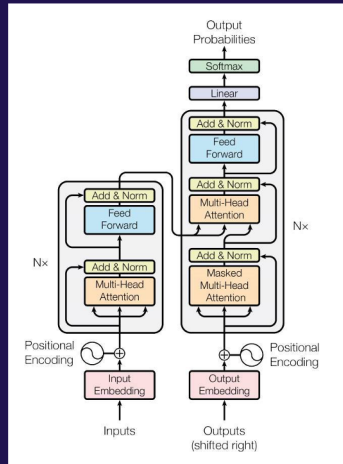 Output
Probabilities
Softmax
Linear
Add & Norm
Feed
Forward
Add & Norm
Multi-Head
Attention
Nx
Add & Norm
Masked
Multi-Head
Attention
Positional
Encoding
Output
Embedding
Outputs
(shifted right)
Add & Norm
Feed
Forward
Nx
Add & Norm
Multi-Head
Attention
Positional
Encoding
Input
Embedding
Inputs